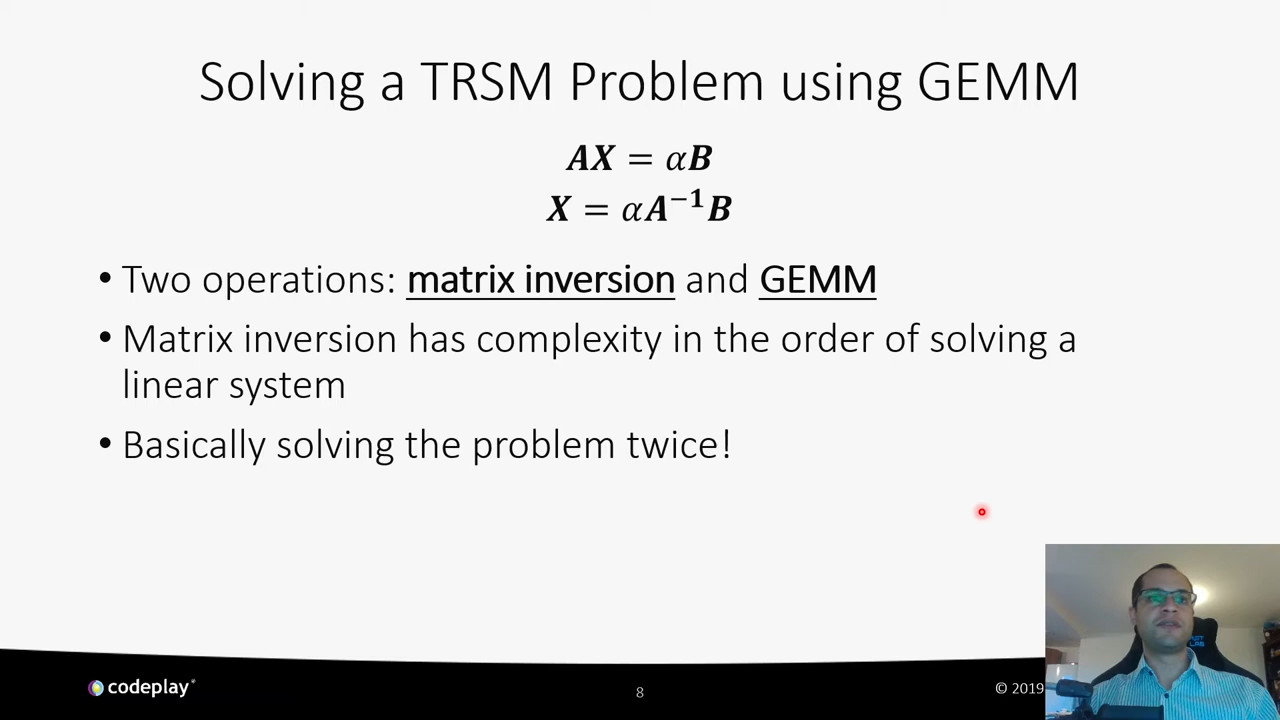 Solving a TRSM Problem using GEMM
AX = αB
X = αA⁻¹B
• Two operations: matrix inversion and GEMM
• Matrix inversion has complexity in the order of solving a
linear system
• Basically solving the problem twice!
codeplay®
8
© 2019